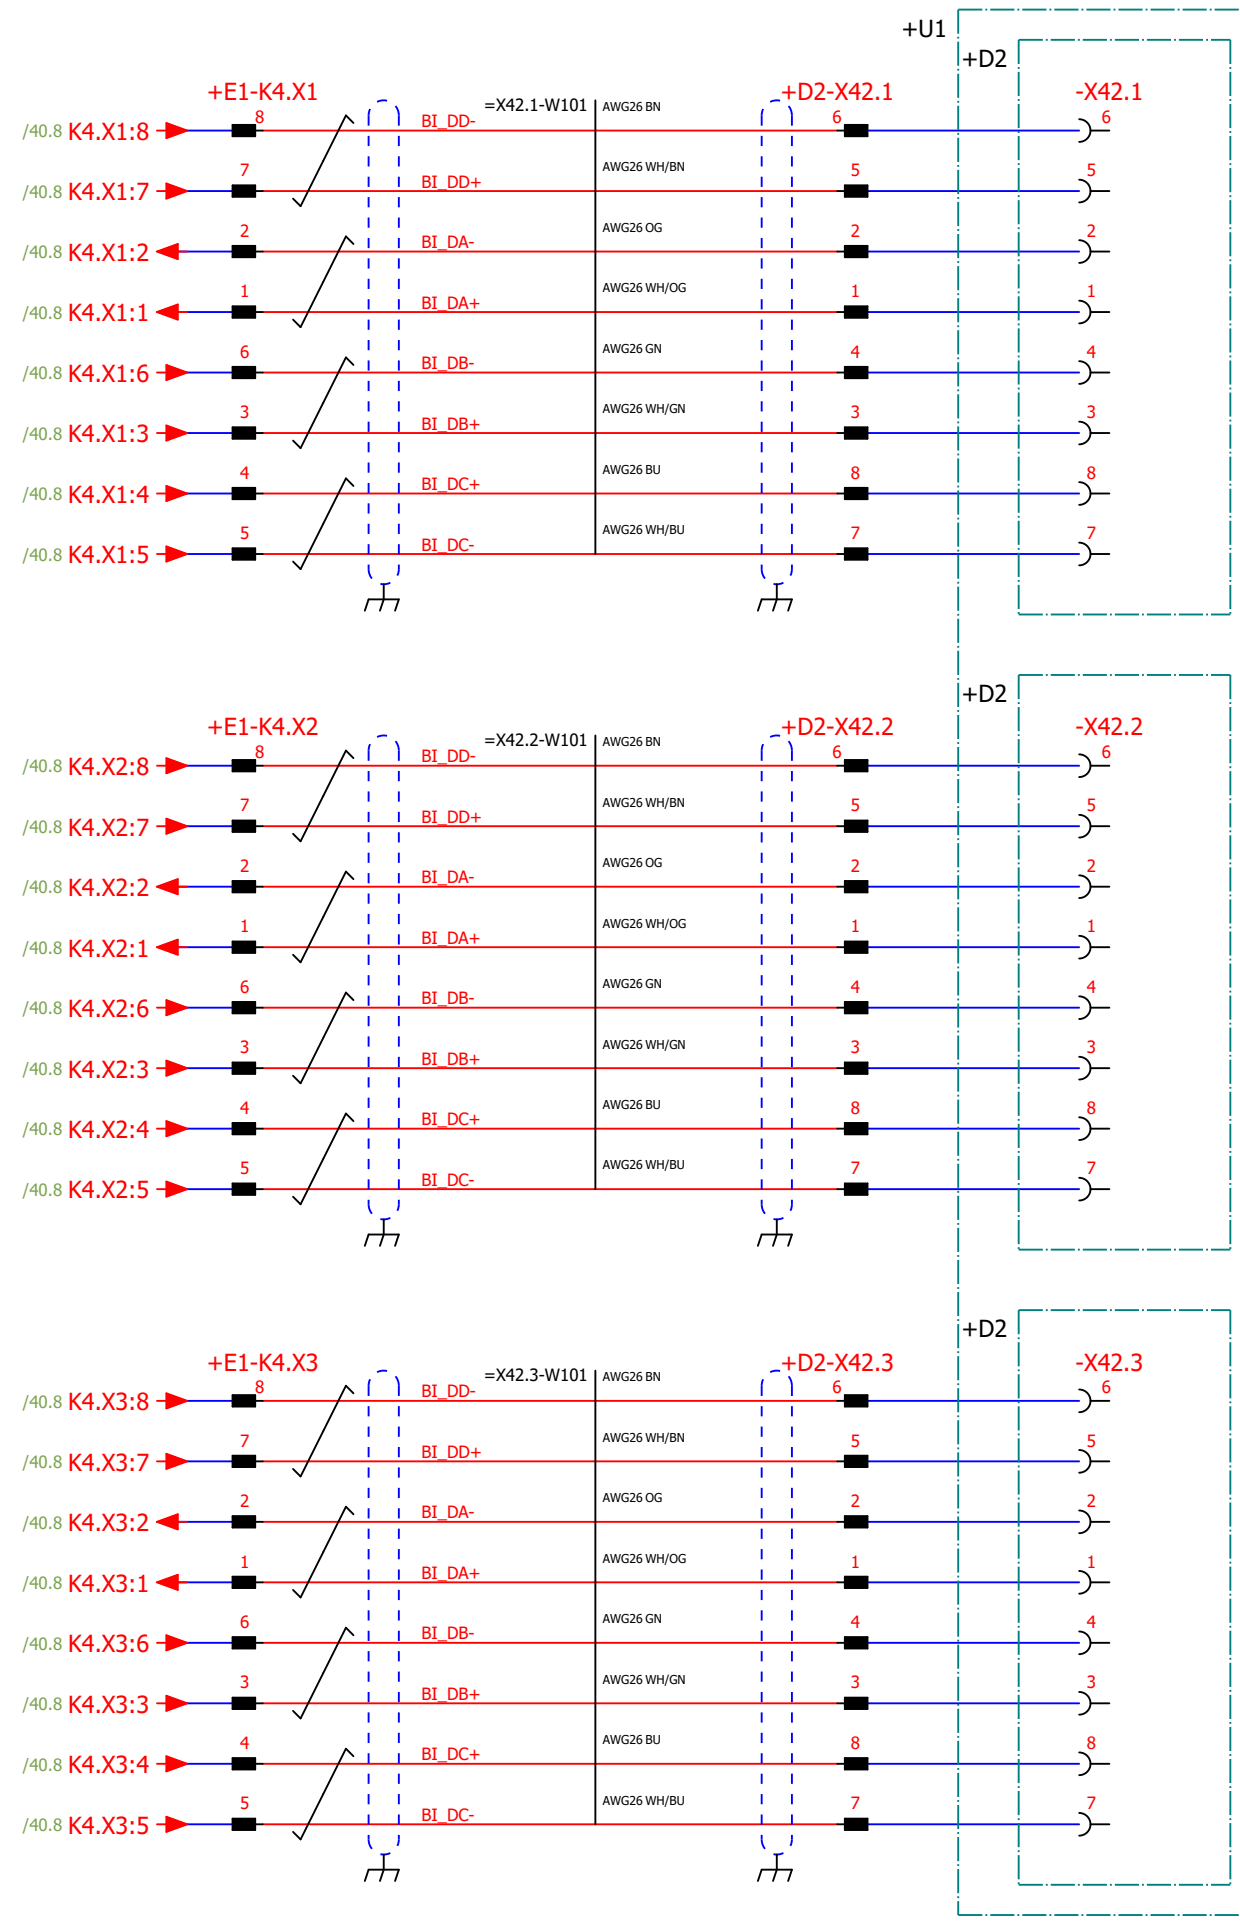 +U1
+D2
+E1-K4.X1 =X42.1-W101 AWG26 BN +D2-X42.1 -X42.1
/40.8 K4.X1:8 8 BI_DD- 6 6
AWG26 WH/BN
/40.8 K4.X1:7 7 BI_DD+ 5 5
AWG26 OG
/40.8 K4.X1:2 2 BI_DA- 2 2
AWG26 WH/OG
/40.8 K4.X1:1 1 BI_DA+ 1 1
AWG26 GN
/40.8 K4.X1:6 6 BI_DB- 4 4
AWG26 WH/GN
/40.8 K4.X1:3 3 BI_DB+ 3 3
AWG26 BU
/40.8 K4.X1:4 4 BI_DC+ 8 8
AWG26 WH/BU
/40.8 K4.X1:5 5 BI_DC- 7 7
+D2
+E1-K4.X2 =X42.2-W101 AWG26 BN +D2-X42.2 -X42.2
/40.8 K4.X2:8 8 BI_DD- 6 6
AWG26 WH/BN
/40.8 K4.X2:7 7 BI_DD+ 5 5
AWG26 OG
/40.8 K4.X2:2 2 BI_DA- 2 2
AWG26 WH/OG
/40.8 K4.X2:1 1 BI_DA+ 1 1
AWG26 GN
/40.8 K4.X2:6 6 BI_DB- 4 4
AWG26 WH/GN
/40.8 K4.X2:3 3 BI_DB+ 3 3
AWG26 BU
/40.8 K4.X2:4 4 BI_DC+ 8 8
AWG26 WH/BU
/40.8 K4.X2:5 5 BI_DC- 7 7
+D2
+E1-K4.X3 =X42.3-W101 AWG26 BN +D2-X42.3 -X42.3
/40.8 K4.X3:8 8 BI_DD- 6 6
AWG26 WH/BN
/40.8 K4.X3:7 7 BI_DD+ 5 5
AWG26 OG
/40.8 K4.X3:2 2 BI_DA- 2 2
AWG26 WH/OG
/40.8 K4.X3:1 1 BI_DA+ 1 1
AWG26 GN
/40.8 K4.X3:6 6 BI_DB- 4 4
AWG26 WH/GN
/40.8 K4.X3:3 3 BI_DB+ 3 3
AWG26 BU
/40.8 K4.X3:4 4 BI_DC+ 8 8
AWG26 WH/BU
/40.8 K4.X3:5 5 BI_DC- 7 7